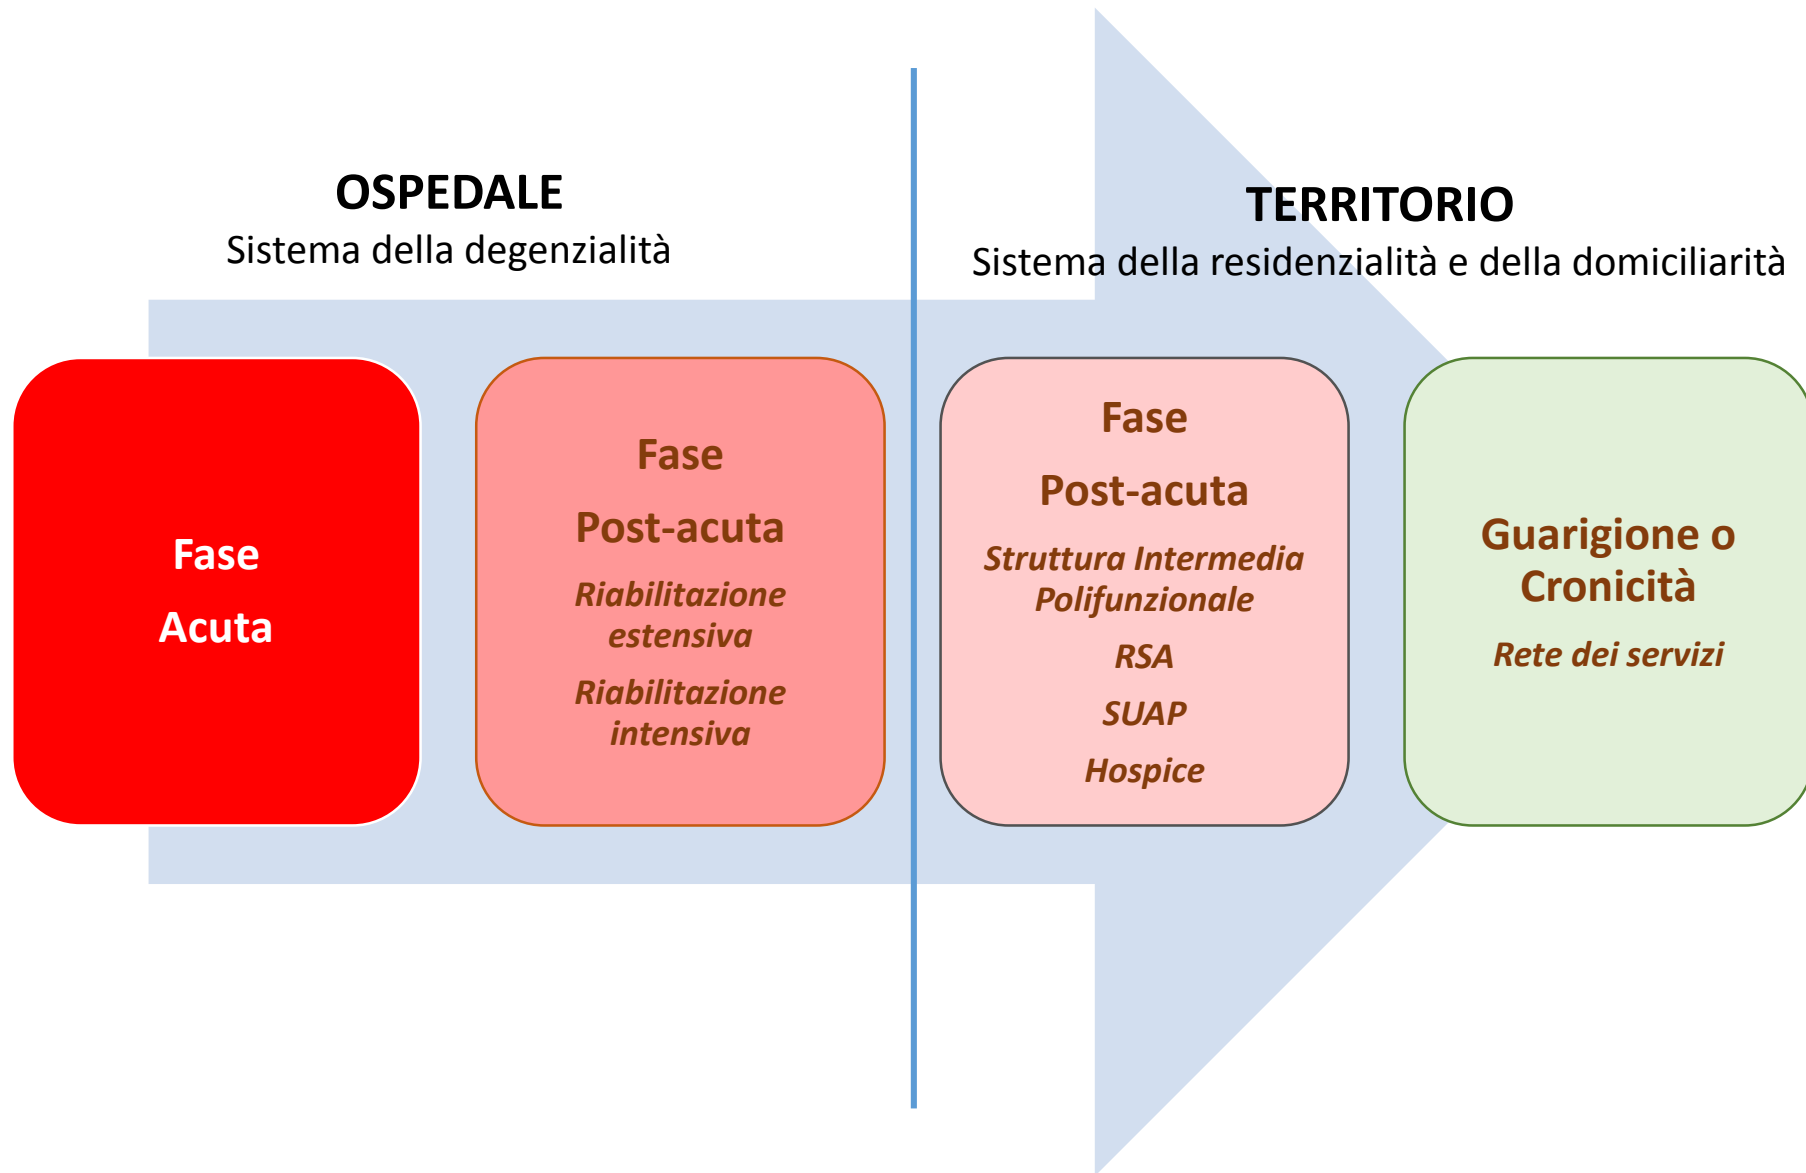 OSPEDALE
Sistema della degenzialità
TERRITORIO
Sistema della residenzialità e della domiciliarità
Fase
Acuta
Fase
Post-acuta
Riabilitazione
estensiva
Riabilitazione
intensiva
Fase
Post-acuta
Struttura Intermedia
Polifunzionale
RSA
SUAP
Hospice
Guarigione o
Cronicità
Rete dei servizi